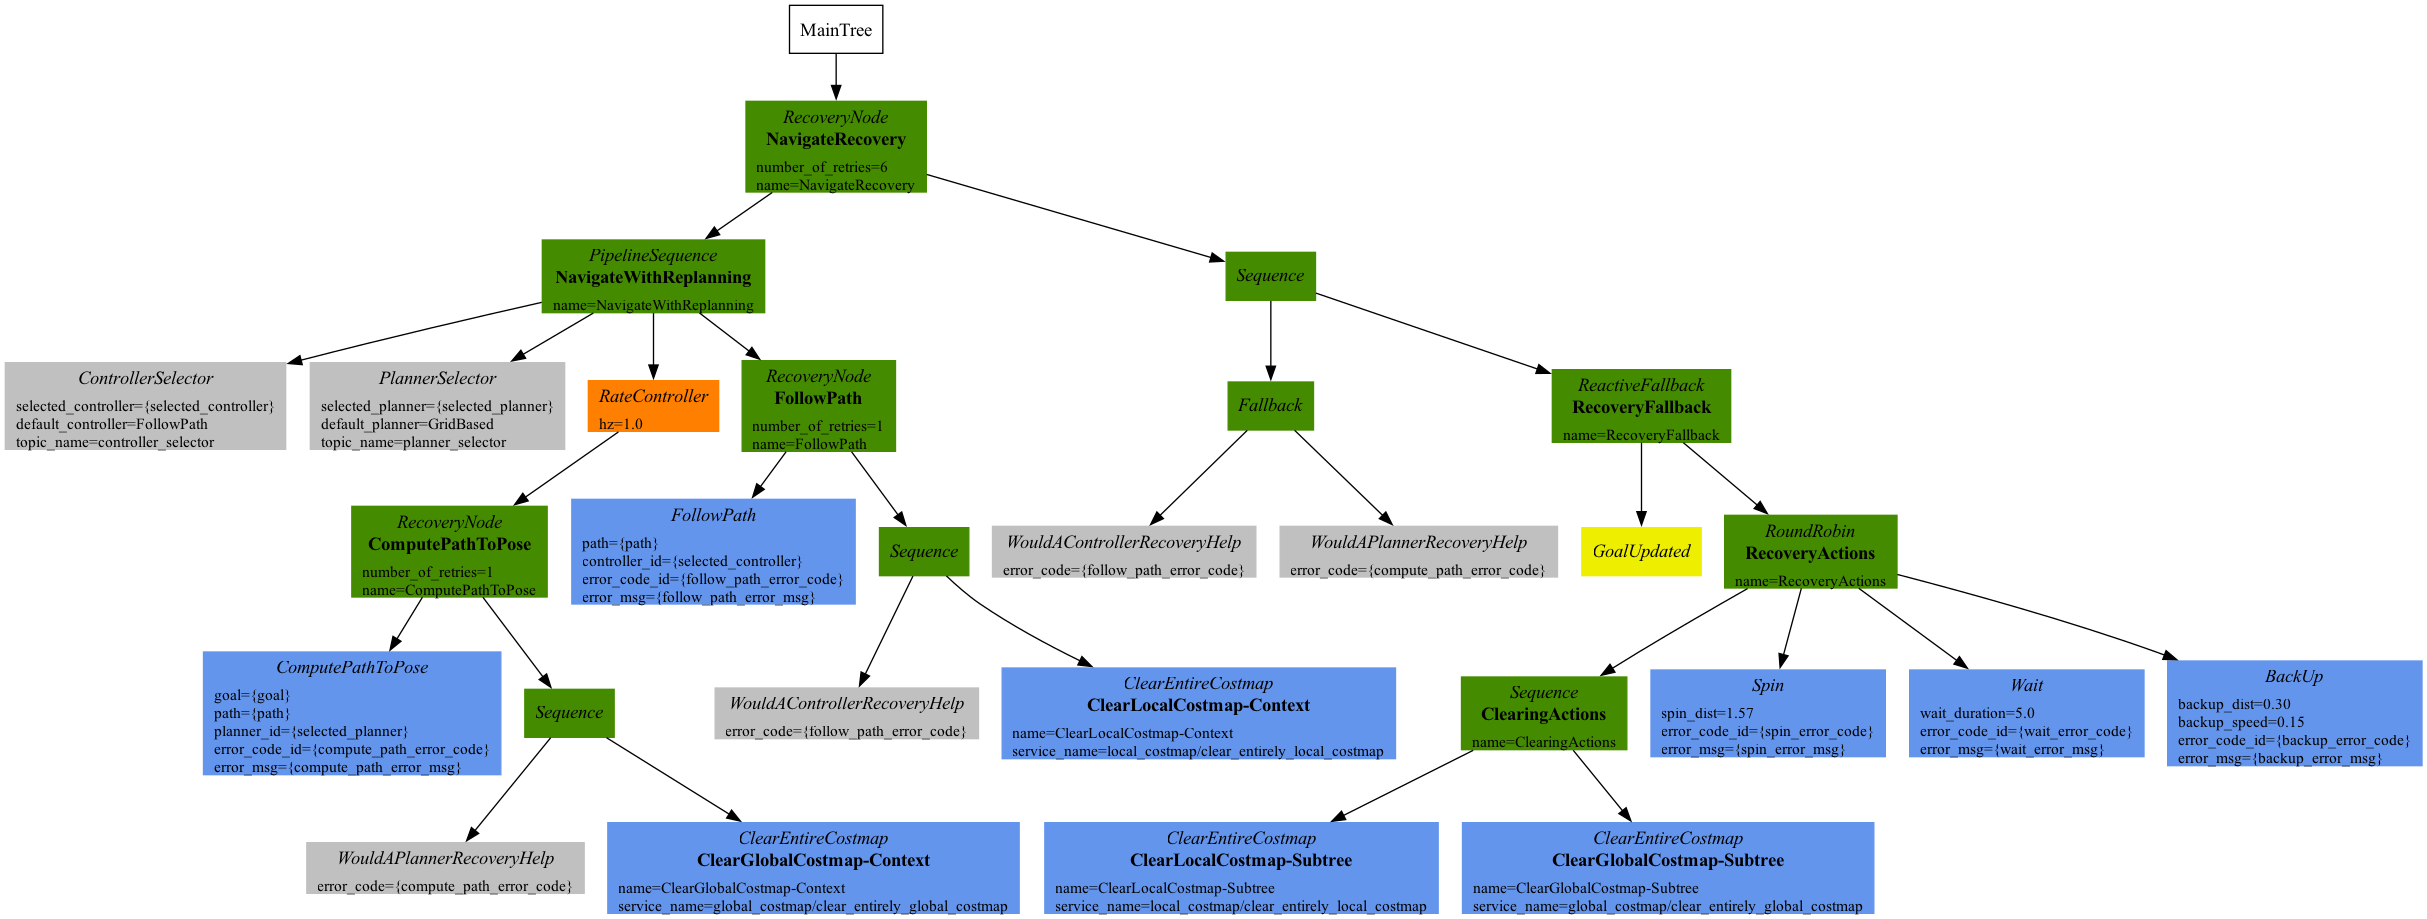 MainTree
RecoveryNode
NavigateRecovery
number_of_retries=6
name=NavigateRecovery
PipelineSequence
NavigateWithReplanning
name=NavigateWithReplanning
Sequence
ControllerSelector
selected_controller={selected_controller}
default_controller=FollowPath
topic_name=controller_selector
PlannerSelector
selected_planner={selected_planner}
default_planner=GridBased
topic_name=planner_selector
RateController
hz=1.0
RecoveryNode
FollowPath
number_of_retries=1
name=FollowPath
Fallback
ReactiveFallback
RecoveryFallback
name=RecoveryFallback
RecoveryNode
ComputePathToPose
number_of_retries=1
name=ComputePathToPose
FollowPath
path={path}
controller_id={selected_controller}
error_code_id={follow_path_error_code}
error_msg={follow_path_error_msg}
Sequence
WouldAControllerRecoveryHelp
error_code={follow_path_error_code}
WouldAPlannerRecoveryHelp
error_code={compute_path_error_code}
GoalUpdated
RoundRobin
RecoveryActions
name=RecoveryActions
ComputePathToPose
goal={goal}
path={path}
planner_id={selected_planner}
error_code_id={compute_path_error_code}
error_msg={compute_path_error_msg}
Sequence
WouldAControllerRecoveryHelp
error_code={follow_path_error_code}
ClearEntireCostmap
ClearLocalCostmap-Context
name=ClearLocalCostmap-Context
service_name=local_costmap/clear_entirely_local_costmap
Sequence
ClearingActions
name=ClearingActions
Spin
spin_dist=1.57
error_code_id={spin_error_code}
error_msg={spin_error_msg}
Wait
wait_duration=5.0
error_code_id={wait_error_code}
error_msg={wait_error_msg}
BackUp
backup_dist=0.30
backup_speed=0.15
error_code_id={backup_error_code}
error_msg={backup_error_msg}
WouldAPlannerRecoveryHelp
error_code={compute_path_error_code}
ClearEntireCostmap
ClearGlobalCostmap-Context
name=ClearGlobalCostmap-Context
service_name=global_costmap/clear_entirely_global_costmap
ClearEntireCostmap
ClearLocalCostmap-Subtree
name=ClearLocalCostmap-Subtree
service_name=local_costmap/clear_entirely_local_costmap
ClearEntireCostmap
ClearGlobalCostmap-Subtree
name=ClearGlobalCostmap-Subtree
service_name=global_costmap/clear_entirely_global_costmap